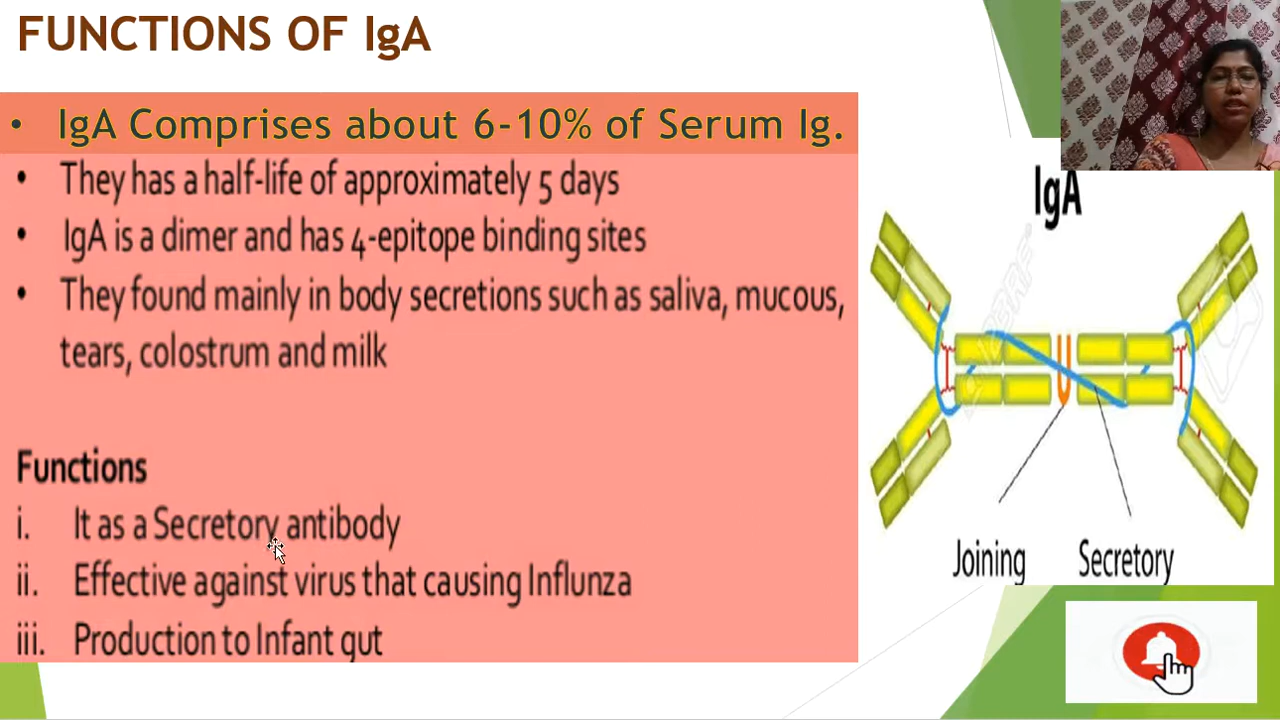 FUNCTIONS OF IgA
• IgA Comprises about 6-10% of Serum Ig.
• They has a half-life of approximately 5 days
• IgA is a dimer and has 4-epitope binding sites
• They found mainly in body secretions such as saliva, mucous,
tears, colostrum and milk
Functions
i. It as a Secretory antibody
ii. Effective against virus that causing Influnza
iii. Production to Infant gut
IgA
Joining
Secretory